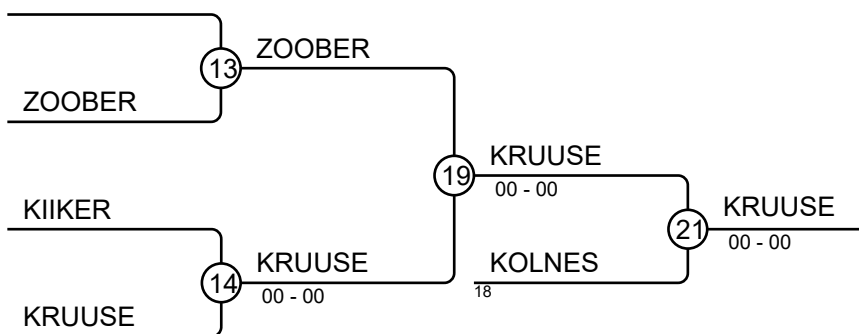 ZOOBER
13
ZOOBER
KIIKER
14
KRUUSE
KRUUSE
00 - 00
19
KRUUSE
00 - 00
KOLNES
18
21
KRUUSE
00 - 00